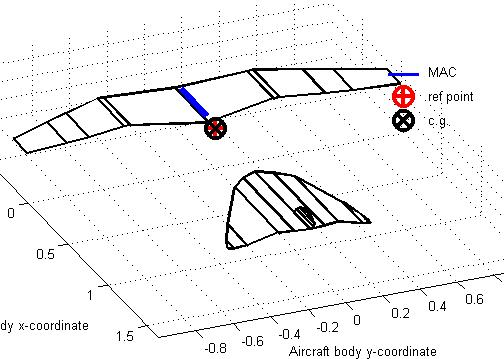 MAC
ref point
c.g.
0
0.5
1
1.5
dy x-coordinate
-0.8
-0.6
-0.4
-0.2
0
0.2
0.4
0.6
Aircraft body y-coordinate